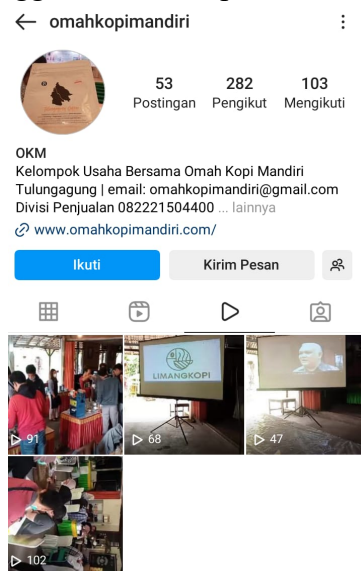 omahkopimandiri
53 282 103
Postingan Pengikut Mengikuti
OKM
Kelompok Usaha Bersama Omah Kopi Mandiri
Tulungagung | email: omahkopimandiri@gmail.com
Divisi Penjualan 082221504400 ... lainnya
www.omahkopimandiri.com/
Ikuti Kirim Pesan
LIMANGKOPI
91 68 47
102